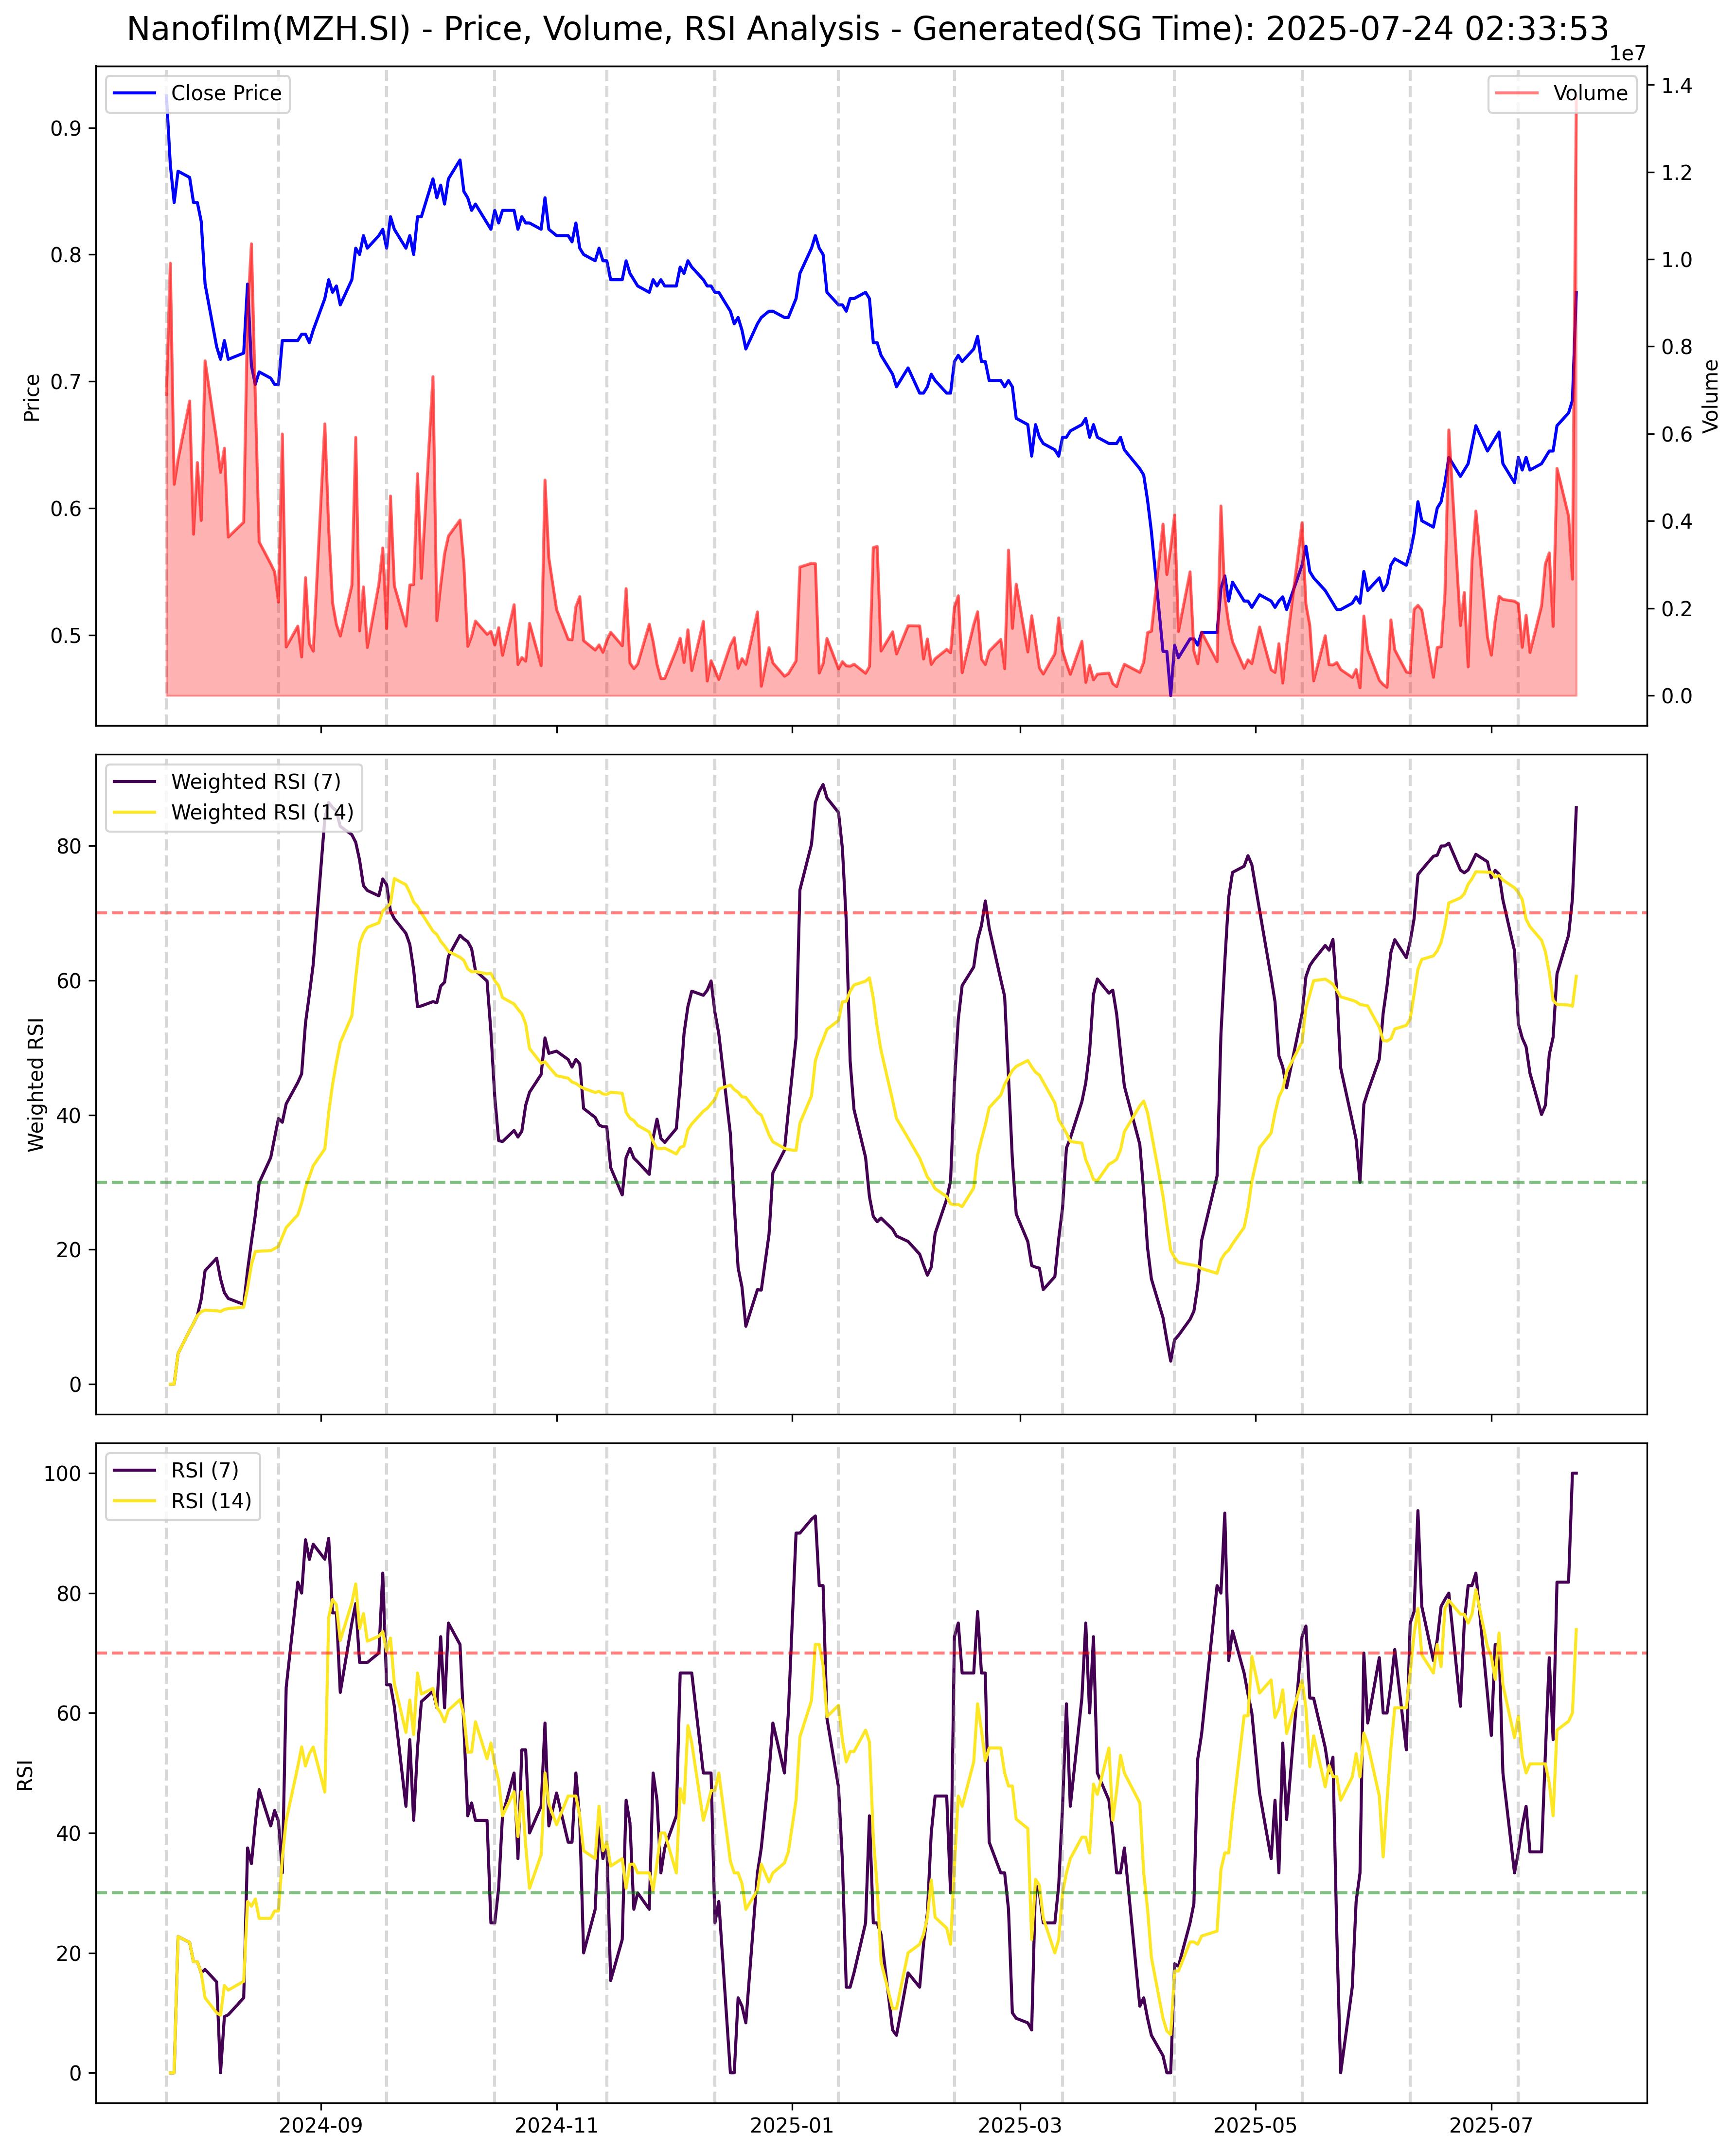 Nanofilm(MZH.SI) - Price, Volume, RSI Analysis - Generated(SG Time): 2025-07-24 02:33:53
1e7
Close Price
Volume
0.9
0.8
0.7
0.6
0.5
Price
1.4
1.2
1.0
0.8
0.6
0.4
0.2
0.0
Volume
Weighted RSI (7)
Weighted RSI (14)
80
60
40
20
0
Weighted RSI
RSI (7)
RSI (14)
100
80
60
40
20
0
RSI
2024-09
2024-11
2025-01
2025-03
2025-05
2025-07